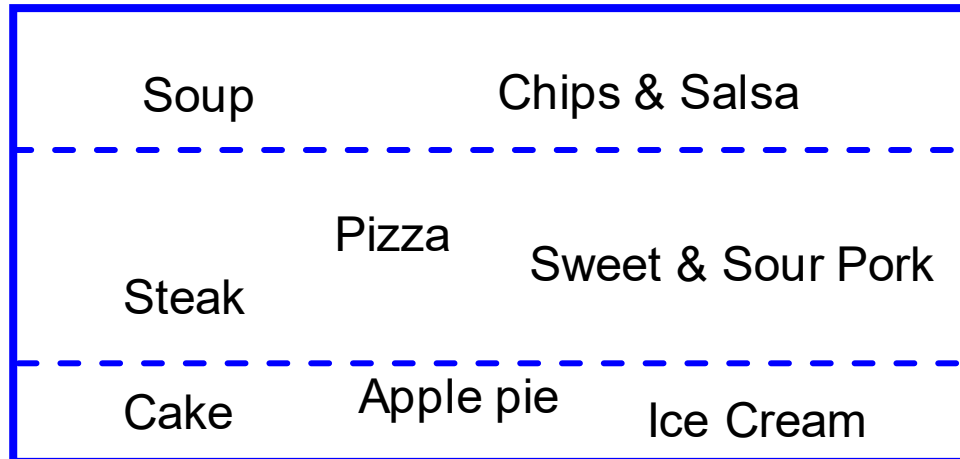 Soup
Chips & Salsa
Pizza
Sweet & Sour Pork
Steak
Apple pie
Cake
Ice Cream